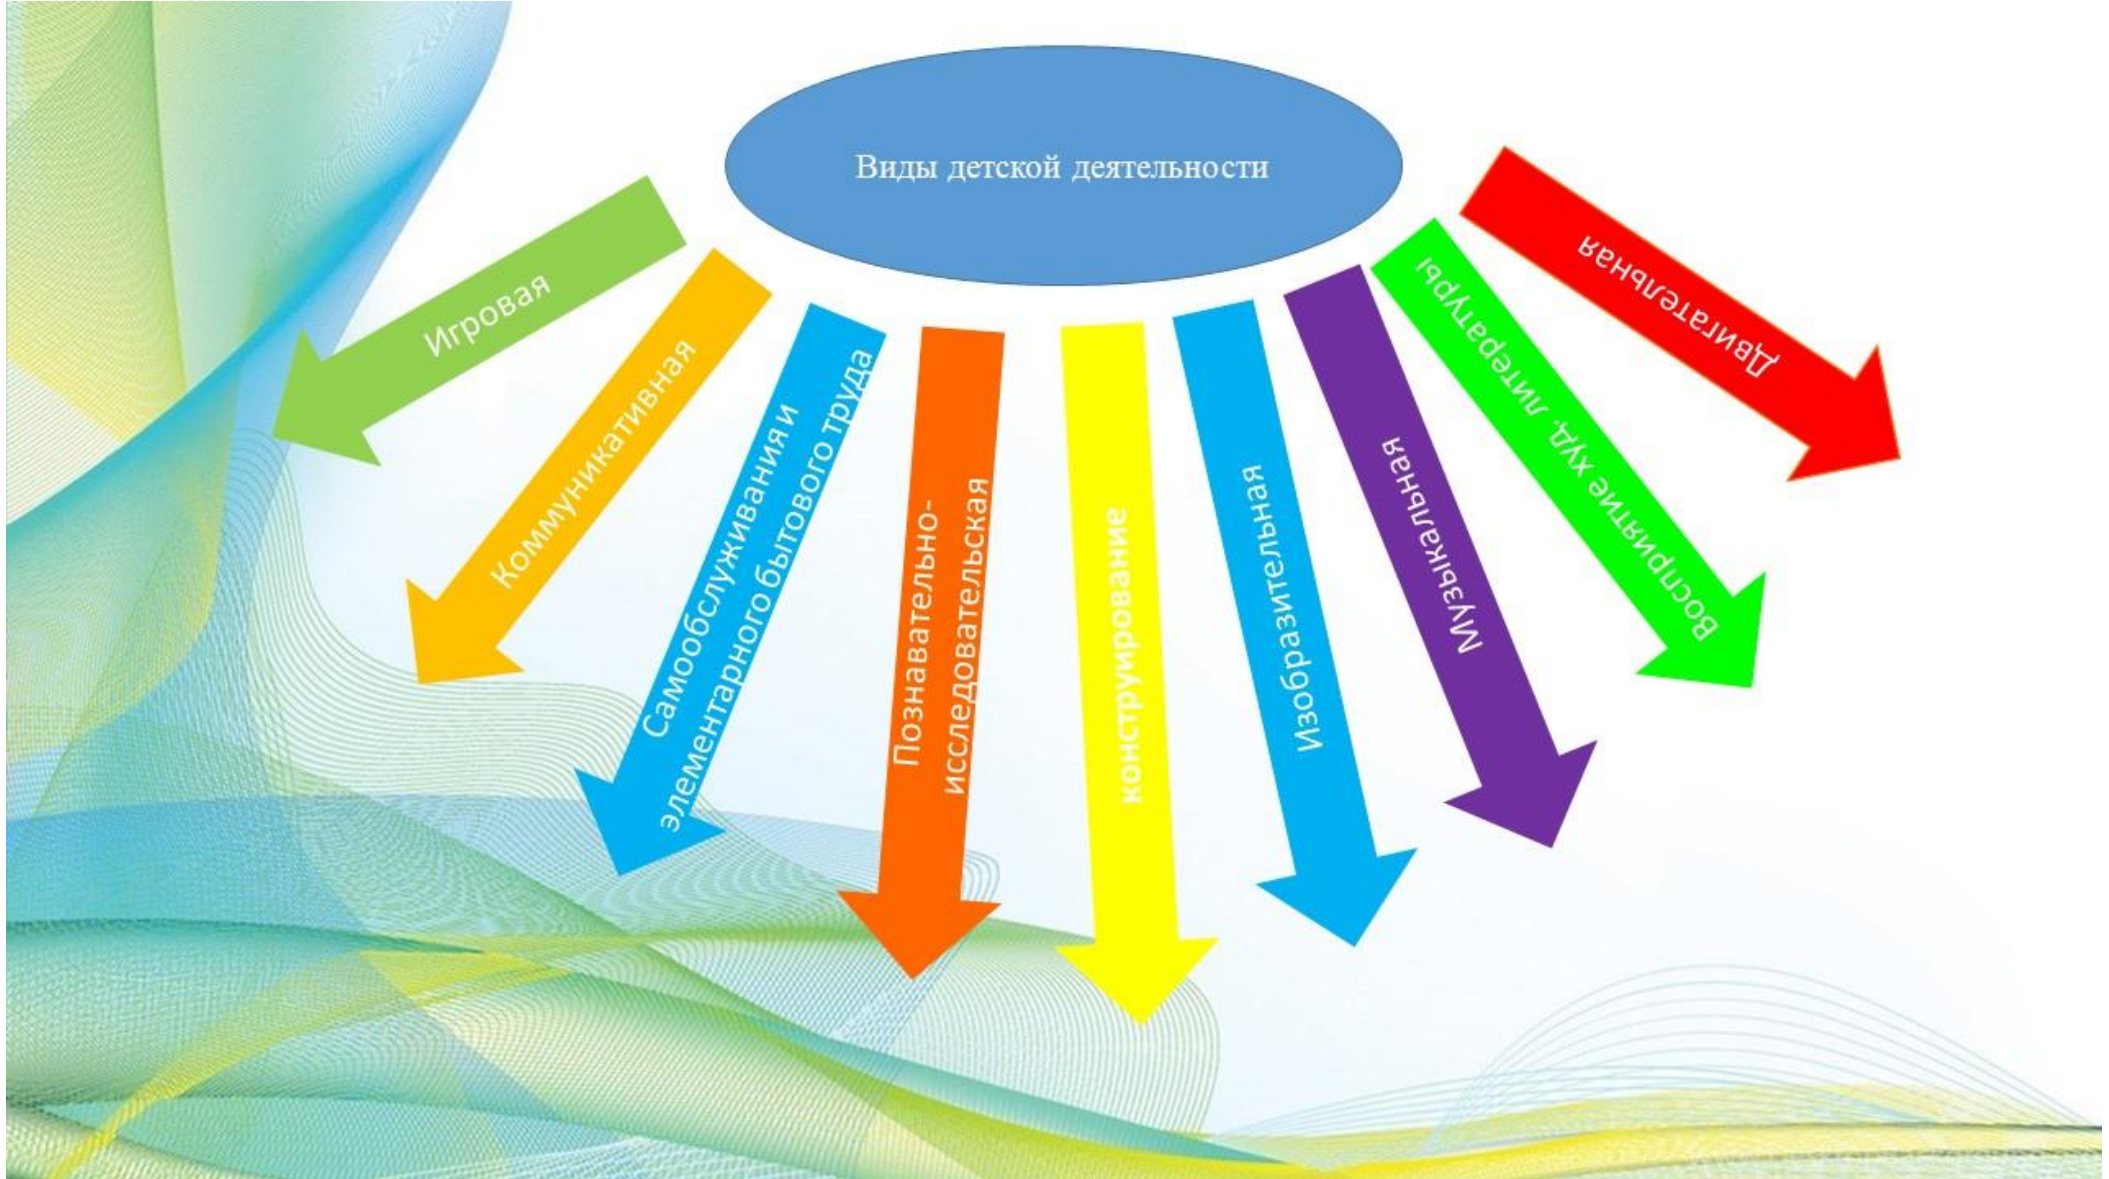 Виды детской деятельности
Игровая
Коммуникативная
Самообслуживания и
элементарного бытового труда
Познавательно-
исследовательская
конструирование
Изобразительная
Музыкальная
Восприятие худ. литературы
Двигательная